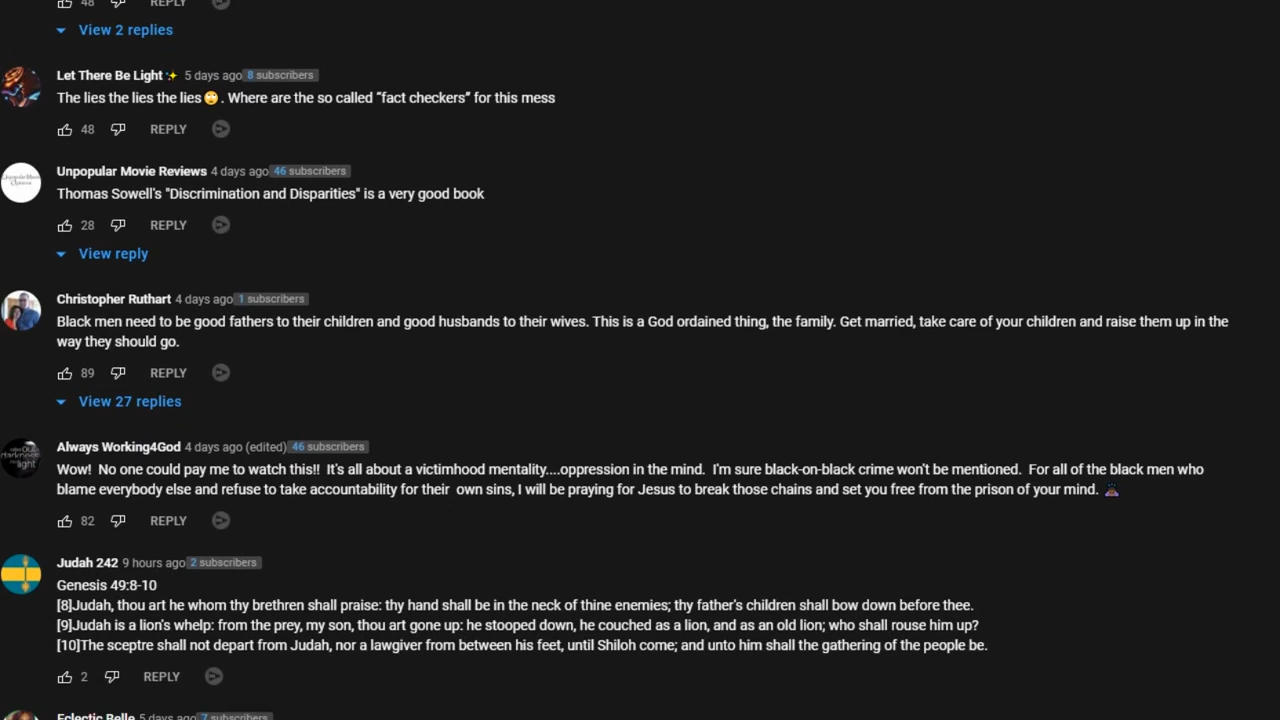 48 REPLY
View 2 replies
Let There Be Light✨ 5 days ago 8 subscribers
The lies the lies the lies🙄. Where are the so called “fact checkers” for this mess
48 REPLY
Unpopular Movie Reviews 4 days ago 46 subscribers
Thomas Sowell's "Discrimination and Disparities" is a very good book
28 REPLY
View reply
Christopher Ruthart 4 days ago 1 subscribers
Black men need to be good fathers to their children and good husbands to their wives. This is a God ordained thing, the family. Get married, take care of your children and raise them up in the
way they should go.
89 REPLY
View 27 replies
Always Working4God 4 days ago (edited) 46 subscribers
Wow!  No one could pay me to watch this!!  It's all about a victimhood mentality....oppression in the mind.  I'm sure black-on-black crime won't be mentioned.  For all of the black men who
blame everybody else and refuse to take accountability for their  own sins, I will be praying for Jesus to break those chains and set you free from the prison of your mind.
82 REPLY
Judah 242 9 hours ago 2 subscribers
Genesis 49:8-10
[8]Judah, thou art he whom thy brethren shall praise: thy hand shall be in the neck of thine enemies; thy father's children shall bow down before thee.
[9]Judah is a lion's whelp: from the prey, my son, thou art gone up: he stooped down, he couched as a lion, and as an old lion; who shall rouse him up?
[10]The sceptre shall not depart from Judah, nor a lawgiver from between his feet, until Shiloh come; and unto him shall the gathering of the people be.
2 REPLY
Eclectic Belle 5 days ago 7 subscribers